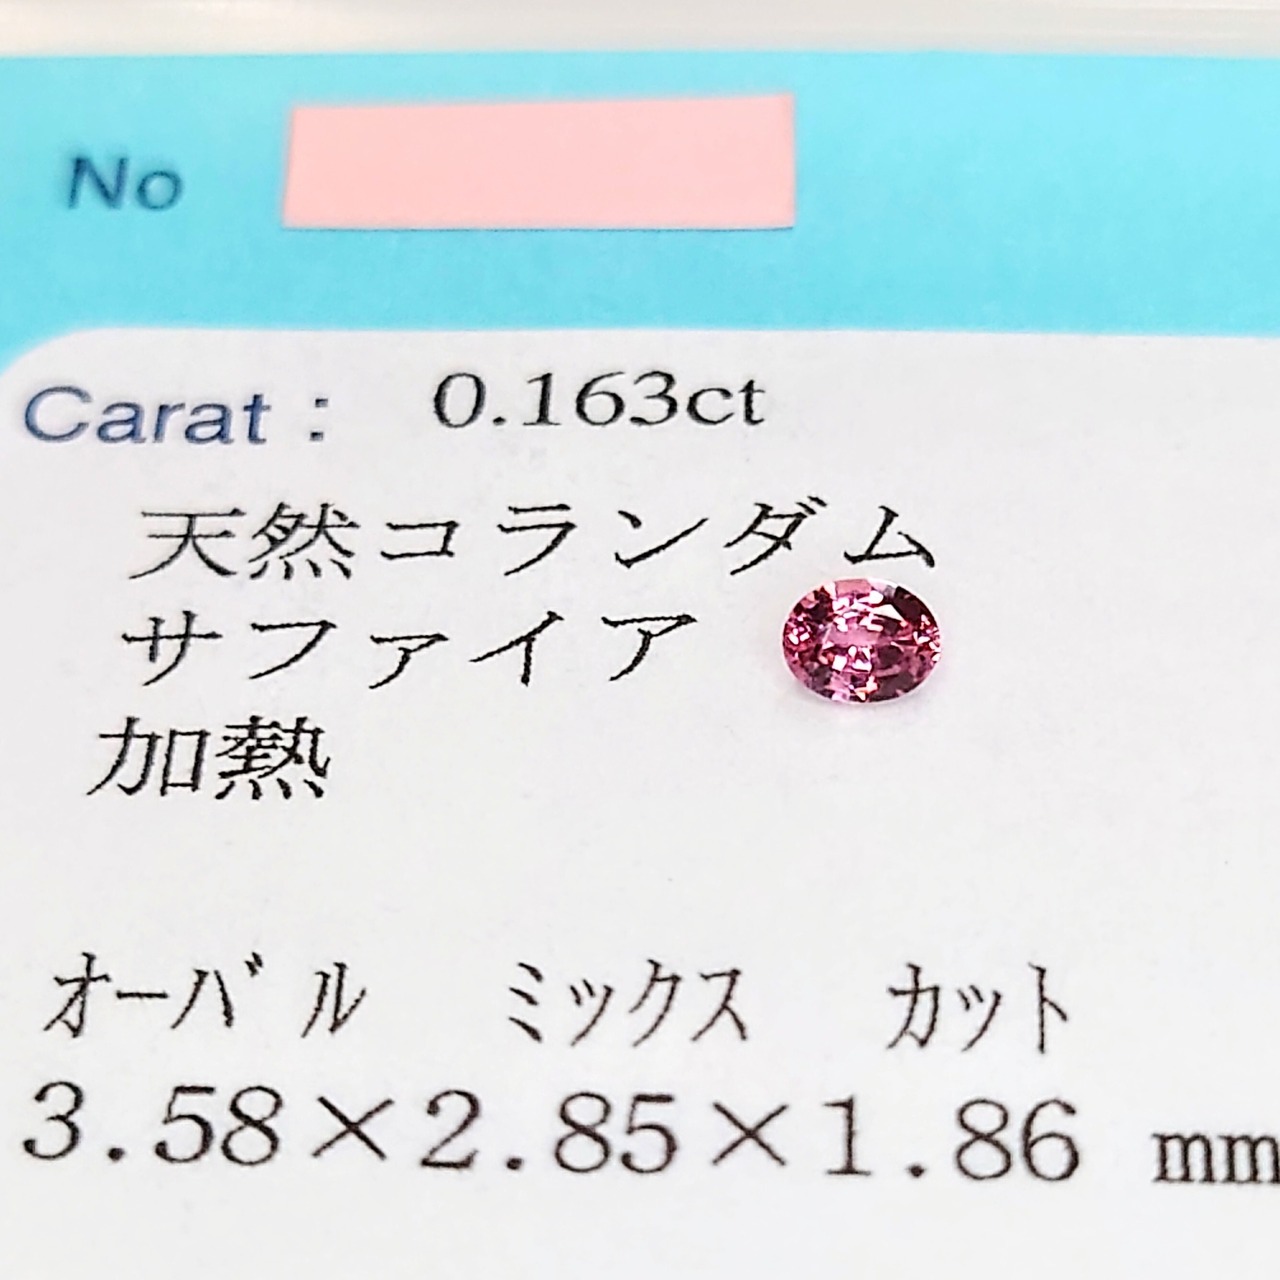 No
Carat : 0.163ct
天然コランダム
サファイア
加熱
オーバル ミックス カット
3.58×2.85×1.86 mm